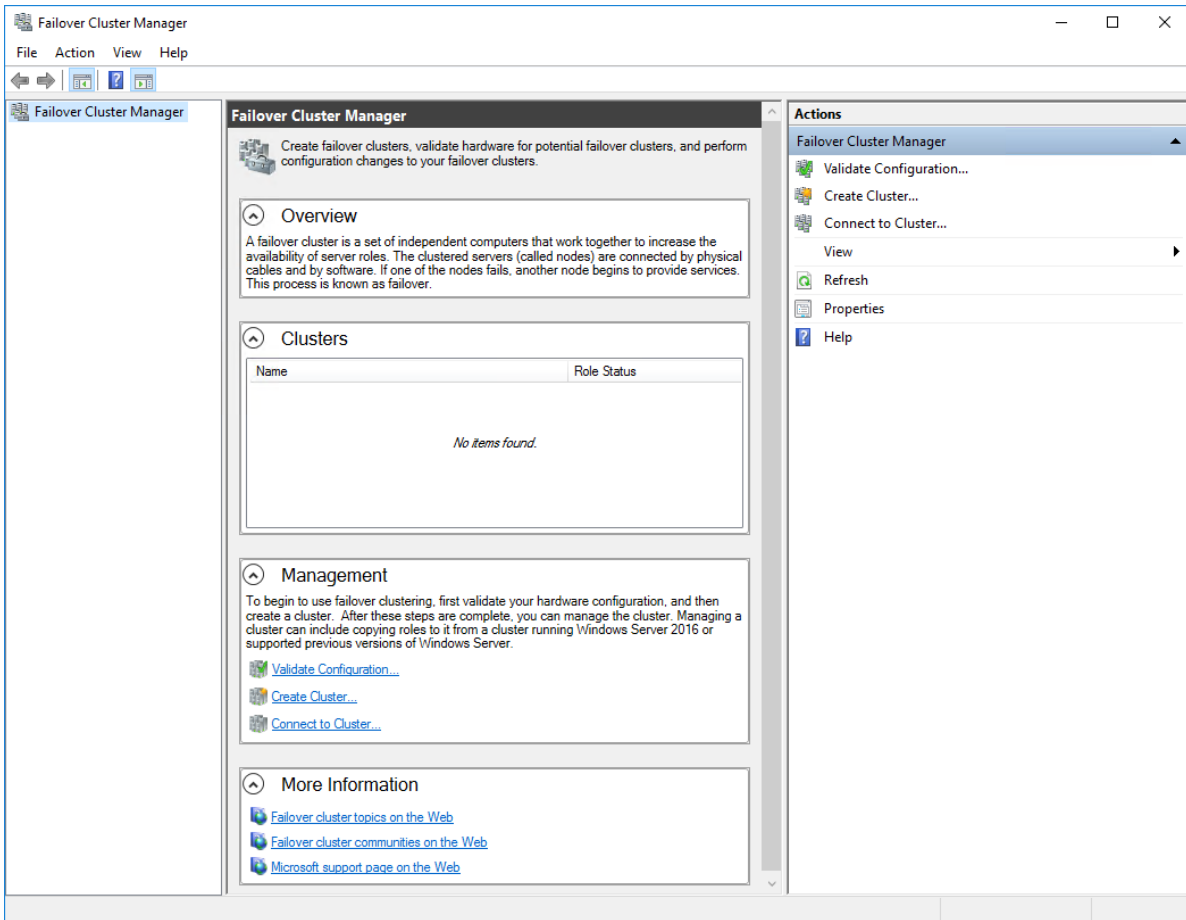 Failover Cluster Manager
File Action View Help
Failover Cluster Manager
Failover Cluster Manager
Create failover clusters, validate hardware for potential failover clusters, and perform
configuration changes to your failover clusters.
Overview
A failover cluster is a set of independent computers that work together to increase the
availability of server roles. The clustered servers (called nodes) are connected by physical
cables and by software. If one of the nodes fails, another node begins to provide services.
This process is known as failover.
Clusters
Name Role Status
No items found.
Management
To begin to use failover clustering, first validate your hardware configuration, and then
create a cluster. After these steps are complete, you can manage the cluster. Managing a
cluster can include copying roles to it from a cluster running Windows Server 2016 or
supported previous versions of Windows Server.
Validate Configuration...
Create Cluster...
Connect to Cluster...
More Information
Failover cluster topics on the Web
Failover cluster communities on the Web
Microsoft support page on the Web
Actions
Failover Cluster Manager
Validate Configuration...
Create Cluster...
Connect to Cluster...
View
Refresh
Properties
Help